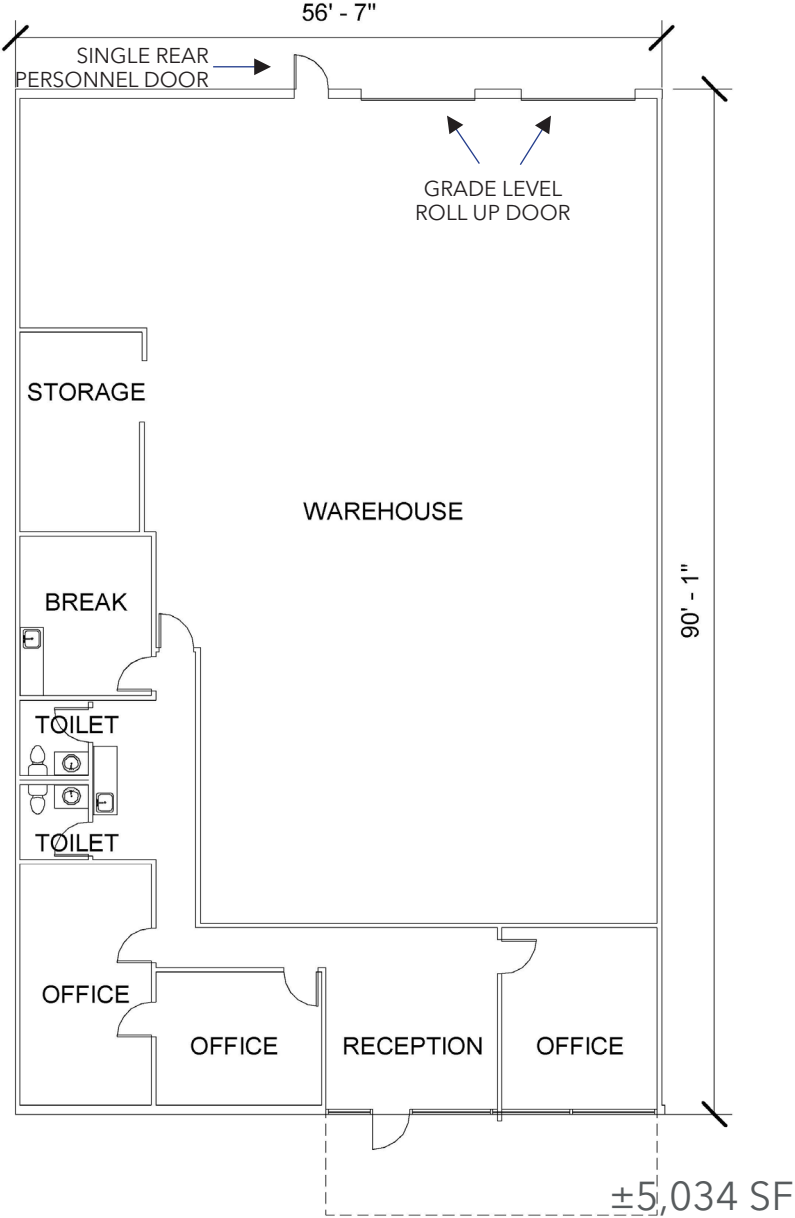 56' - 7"
SINGLE REAR
PERSONNEL DOOR
GRADE LEVEL
ROLL UP DOOR
STORAGE
WAREHOUSE
BREAK
90' - 1"
TOILET
TOILET
OFFICE
OFFICE
RECEPTION
OFFICE
±5,034 SF